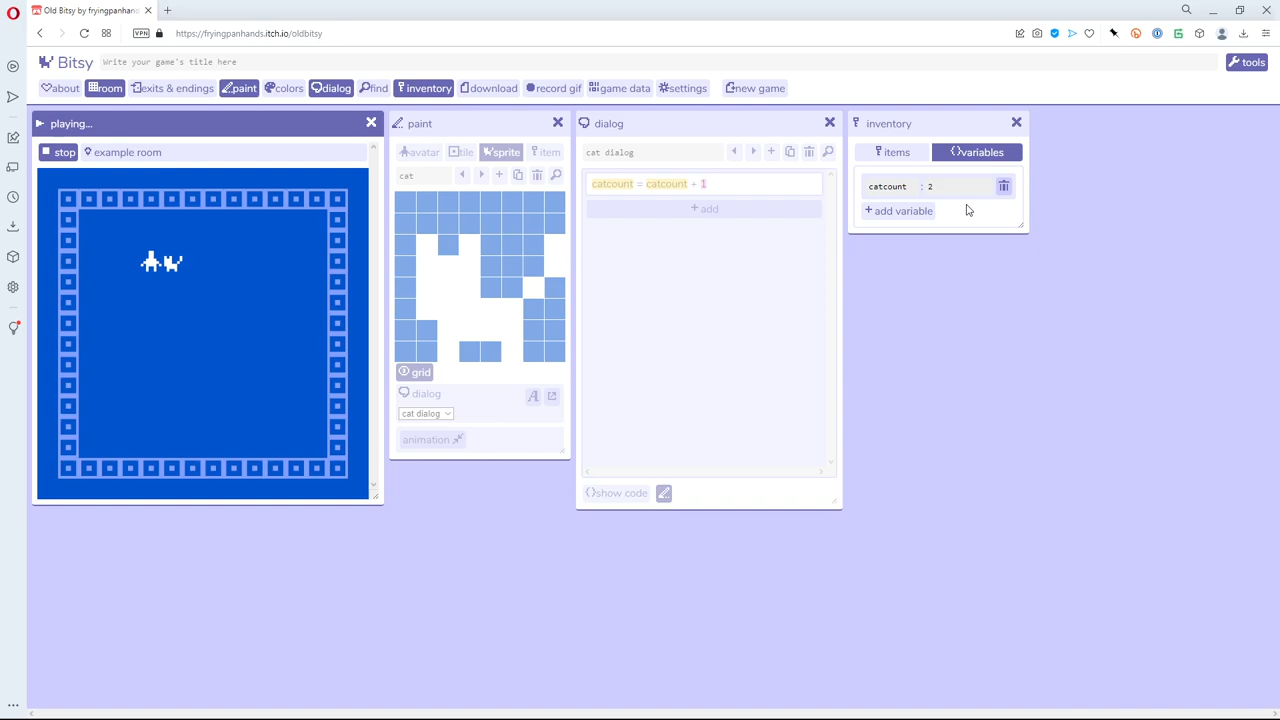 Old Bitsy by fryingpanhand
VPN https://fryingpanhands.itch.io/oldbitsy
Bitsy Write your game's title here tools
about room exits & endings paint colors dialog find inventory download record gif game data settings new game
playing...
stop example room
paint
avatar tile sprite item
cat
grid
dialog
cat dialog
animation
dialog
cat dialog
catcount = catcount + 1
+ add
show code
inventory
items variables
catcount : 2
+ add variable